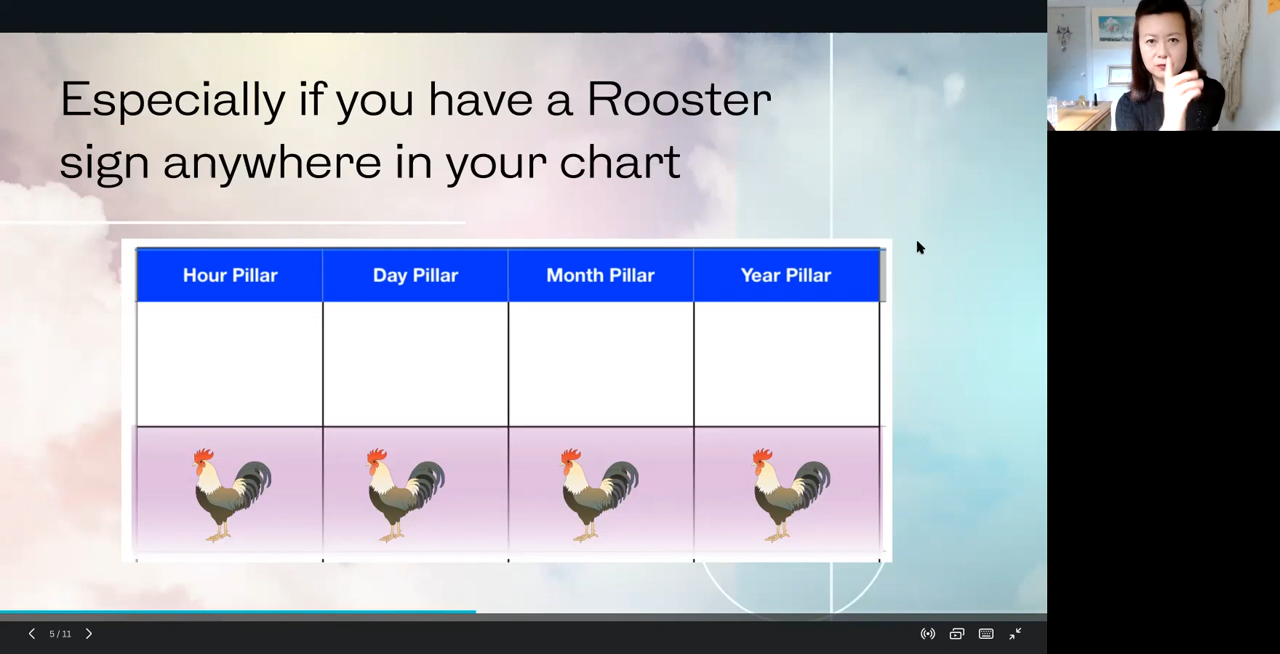 Especially if you have a Rooster
sign anywhere in your chart
Hour Pillar Day Pillar Month Pillar Year Pillar
5 / 11